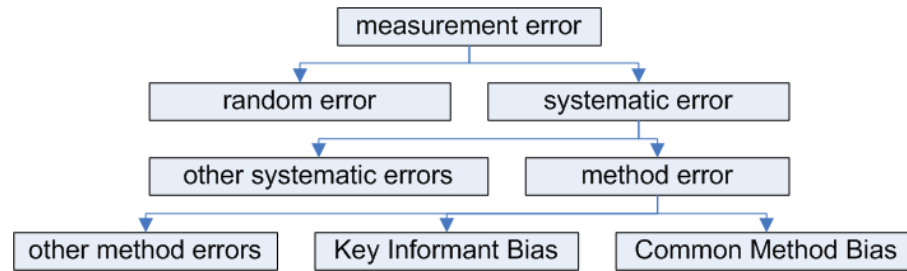 measurement error
random error
systematic error
other systematic errors
method error
other method errors
Key Informant Bias
Common Method Bias